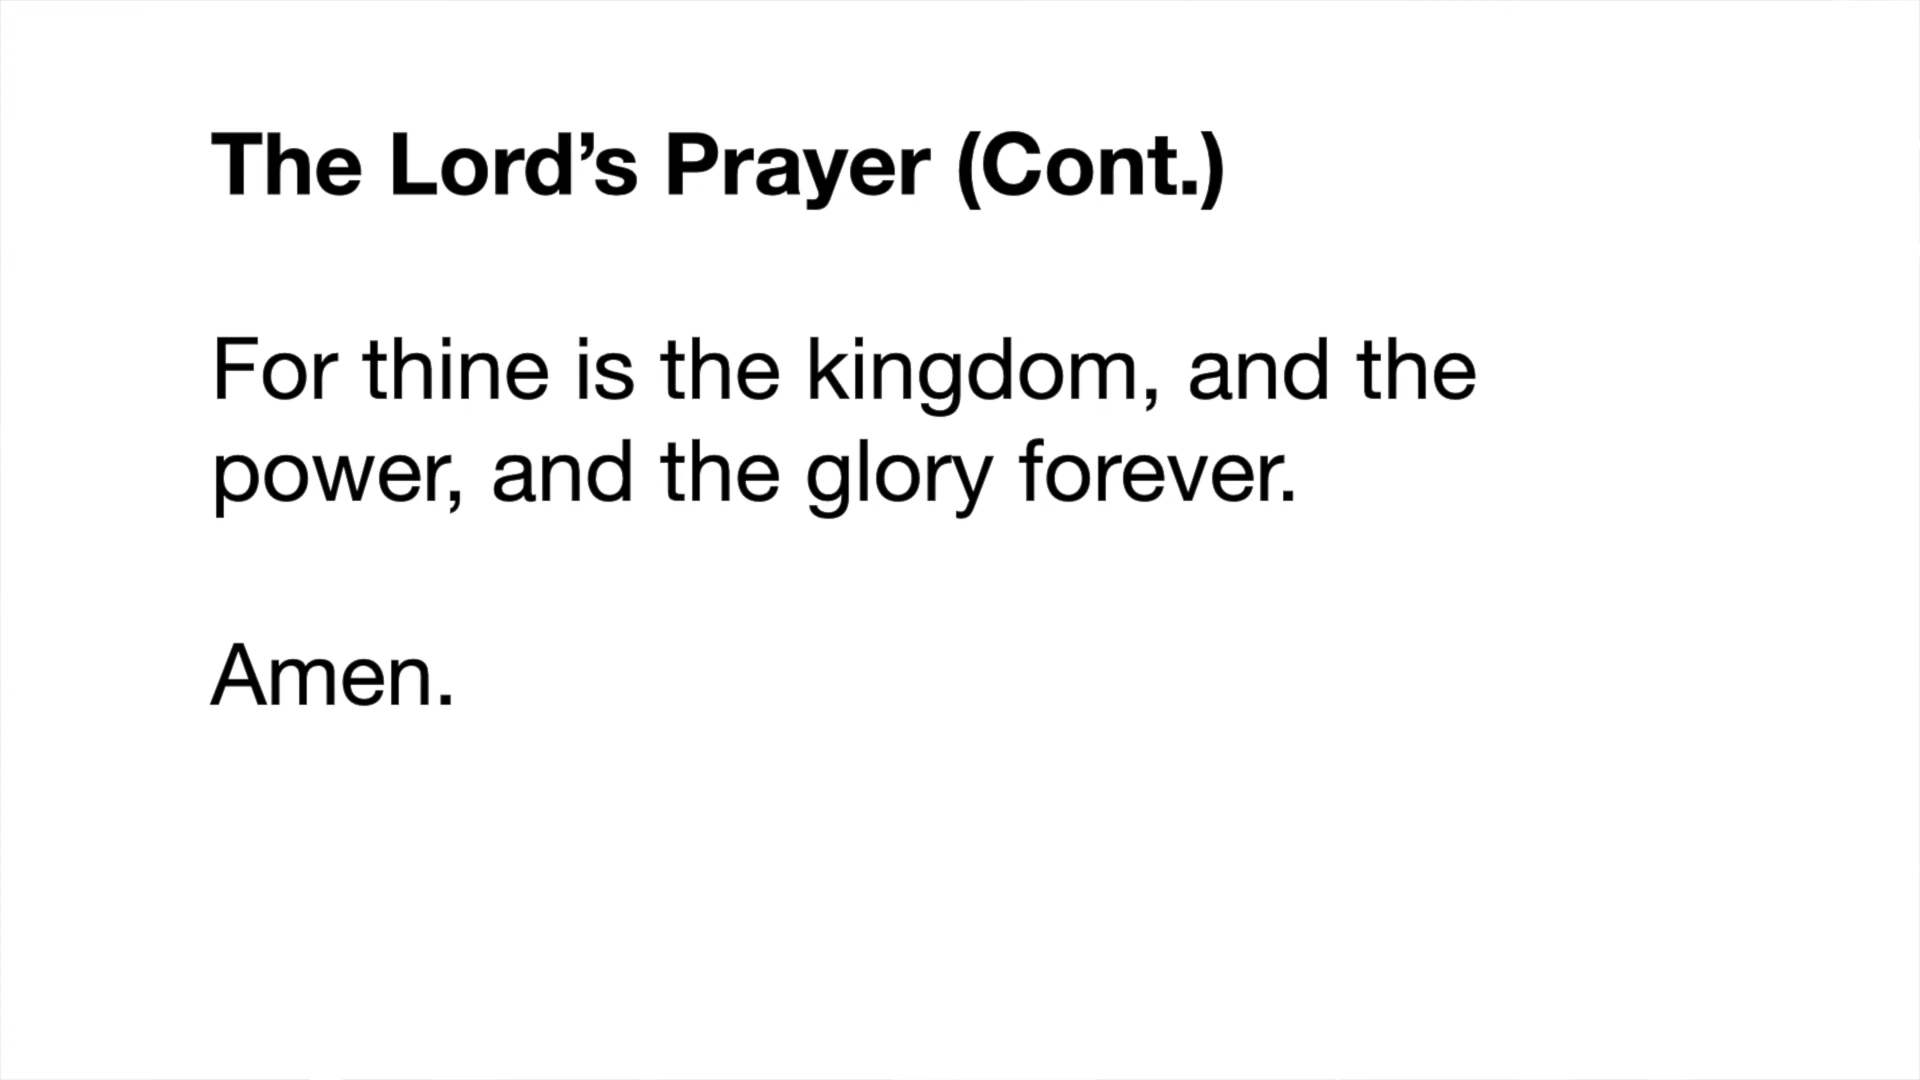 The Lord’s Prayer (Cont.)
For thine is the kingdom, and the
power, and the glory forever.
Amen.